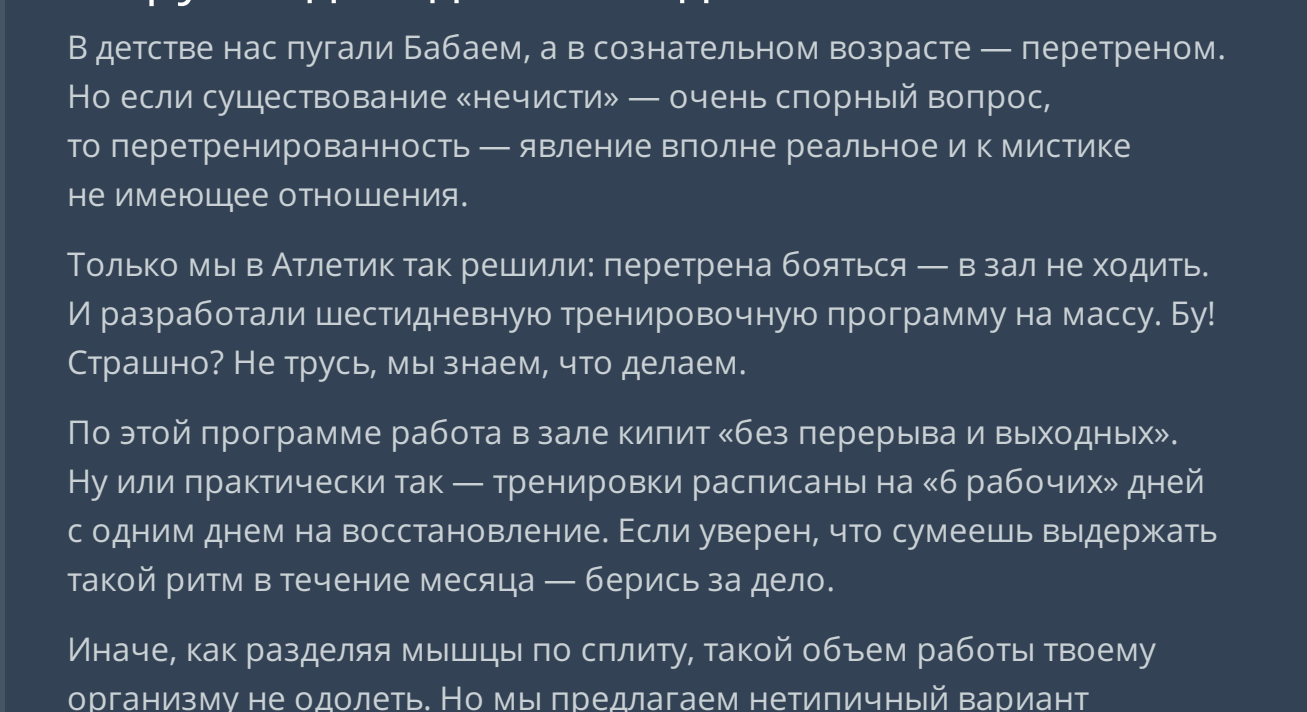 В детстве нас пугали Бабаем, а в сознательном возрасте — перетреном.
Но если существование «нечисти» — очень спорный вопрос,
то перетренированность — явление вполне реальное и к мистике
не имеющее отношения.
Только мы в Атлетик так решили: перетрена бояться — в зал не ходить.
И разработали шестидневную тренировочную программу на массу. Бу!
Страшно? Не трусь, мы знаем, что делаем.
По этой программе работа в зале кипит «без перерыва и выходных».
Ну или практически так — тренировки расписаны на «6 рабочих» дней
с одним днем на восстановление. Если уверен, что сумеешь выдержать
такой ритм в течение месяца — берись за дело.
Иначе, как разделяя мышцы по сплиту, такой объем работы твоему
организму не одолеть. Но мы предлагаем нетипичный вариант